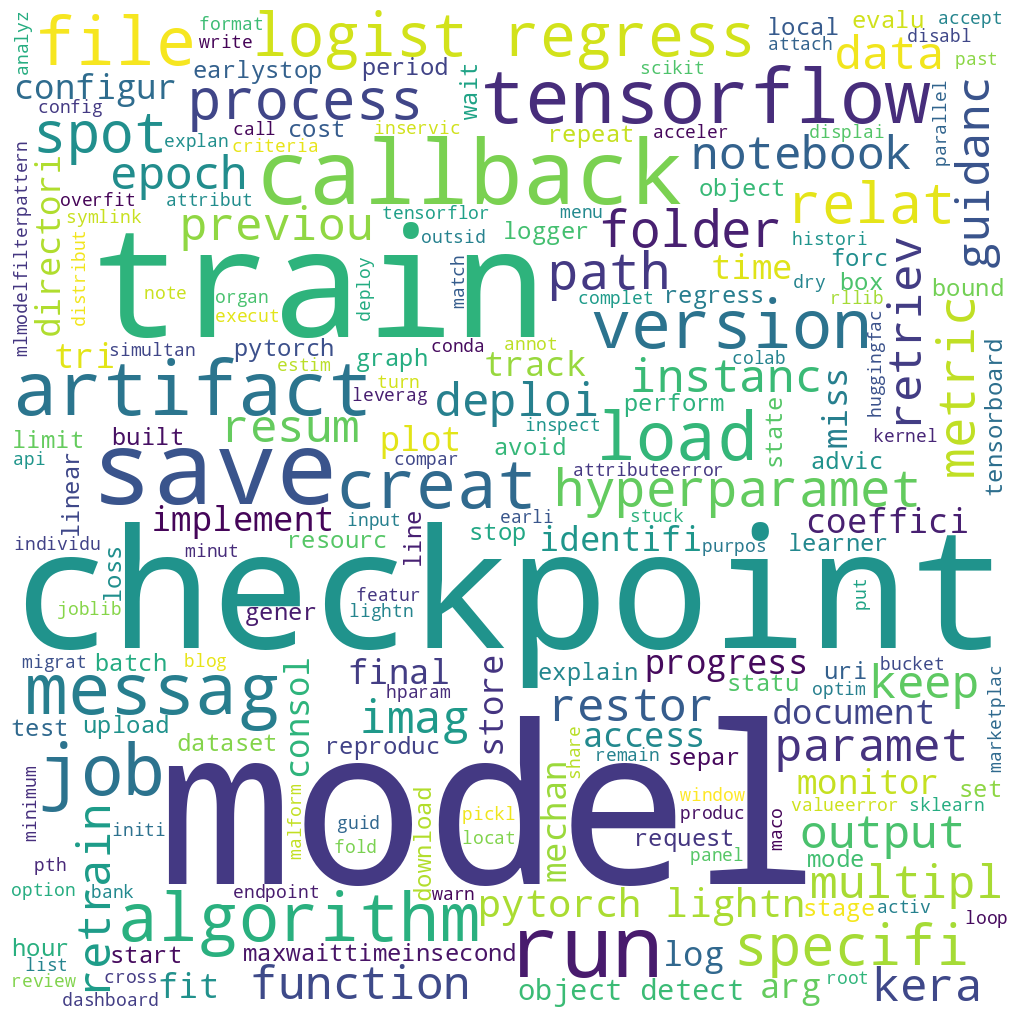 file
logist regress
format
write
analyz
local
attach
evalu
accept
disabl
data
past
configur
config
earlystop
period
process
wait
tensorflow
scikit
spot
call
cost
explan
criteria
inservic
repeat
acceler
displai
parallel
guidanc
mlmodelfilterpattern
directori
epoch
callback
notebook
overfit
attribut
symlink
distribut
previou
tensorflor
menu
outsid
logger
object
relat
folder
histori
train
note
organ
execut
deploy
match
path
time
forc
box
dry
rllib
bound
retriev
complet
regress
version
tri
simultan
pytorch
estim
graph
conda
annot
track
colab
huggingfac
metric
tensorboard
artifact
turn
leverag
deploi
instanc
perform
miss
kernel
limit
api
built
resum
plot
compar
inspect
avoid
state
advic
linear
save
creat
load
attributeerror
hyperparamet
implement
input
line
earli
stuck
stop
identifi
purpos
coeffici
learner
individu
loss
minut
resourc
joblib
checkpoint
featur
lightn
gener
put
migrat
batch
blog
final
hparam
store
explain
progress
statu
uri
optim
bucket
keep
marketplac
messag
consol
imag
restor
access
document
test
upload
dataset
reproduc
remain
share
separ
paramet
job
model
monitor
set
minimum
initi
malform
guid
fold
download
pickl
locat
mechan
window
produc
request
panel
maco
valueerror
sklearn
output
mode
pth
option
bank
retrain
endpoint
warn
multipl
algorithm
pytorch lightn
stage
activ
loop
hour
list
review
cross
dashboard
start
fit
maxwaittimeinsecond
function
run
log
specifi
object detect
arg
root
kera